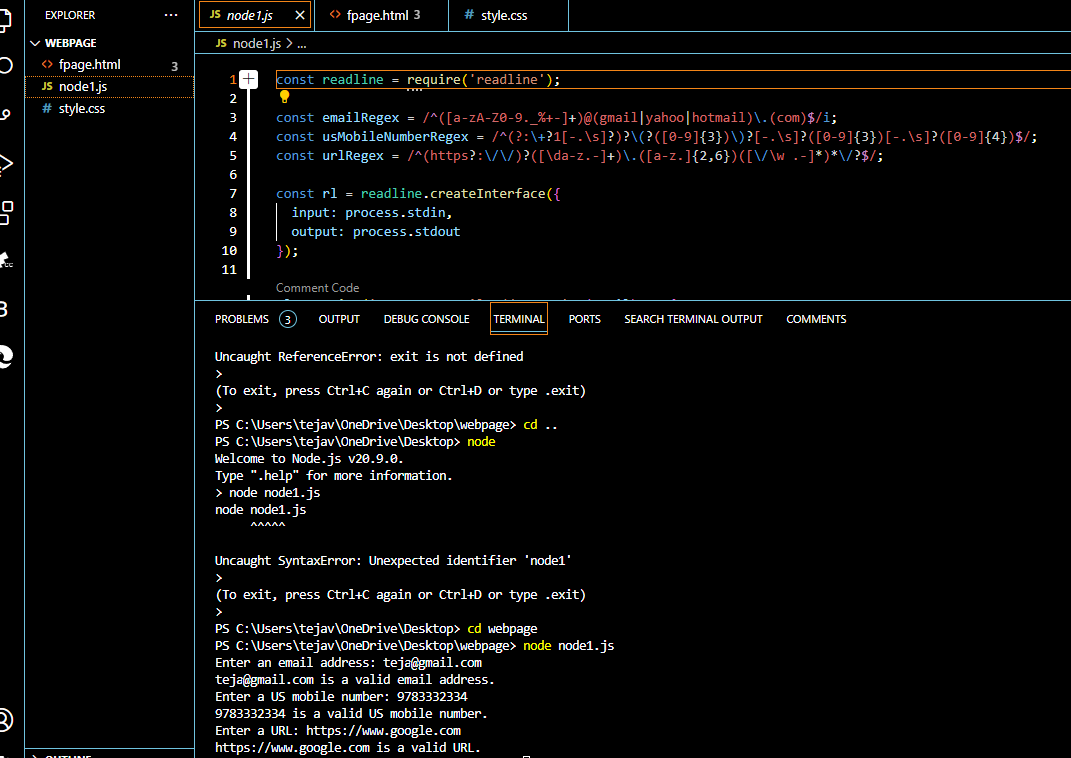 EXPLORER ...
WEBPAGE
<> fpage.html 3
JS node1.js
# style.css
JS node1.js ×
<> fpage.html 3
# style.css
JS node1.js > ...
1 const readline = require('readline');
2
3 const emailRegex = /^([a-zA-Z0-9._%+-]+)@(gmail|yahoo|hotmail)\.(com)$/i;
4 const usMobileNumberRegex = /^(?:\+?1[-.\s]?)?\(?([0-9]{3})\)?[-.\s]?([0-9]{3})[-.\s]?([0-9]{4})$/;
5 const urlRegex = /^(https?:\/\/)?([\da-z.-]+)\.([a-z.]{2,6})([\/\w .-]*)*\/?$/;
6
7 const rl = readline.createInterface({
8 input: process.stdin,
9 output: process.stdout
10 });
11
Comment Code
PROBLEMS 3 OUTPUT DEBUG CONSOLE TERMINAL PORTS SEARCH TERMINAL OUTPUT COMMENTS
Uncaught ReferenceError: exit is not defined
>
(To exit, press Ctrl+C again or Ctrl+D or type .exit)
>
PS C:\Users\tejav\OneDrive\Desktop\webpage> cd ..
PS C:\Users\tejav\OneDrive\Desktop> node
Welcome to Node.js v20.9.0.
Type ".help" for more information.
> node node1.js
node node1.js
^^^^^
Uncaught SyntaxError: Unexpected identifier 'node1'
>
(To exit, press Ctrl+C again or Ctrl+D or type .exit)
>
PS C:\Users\tejav\OneDrive\Desktop> cd webpage
PS C:\Users\tejav\OneDrive\Desktop\webpage> node node1.js
Enter an email address: teja@gmail.com
teja@gmail.com is a valid email address.
Enter a US mobile number: 9783332334
9783332334 is a valid US mobile number.
Enter a URL: https://www.google.com
https://www.google.com is a valid URL.